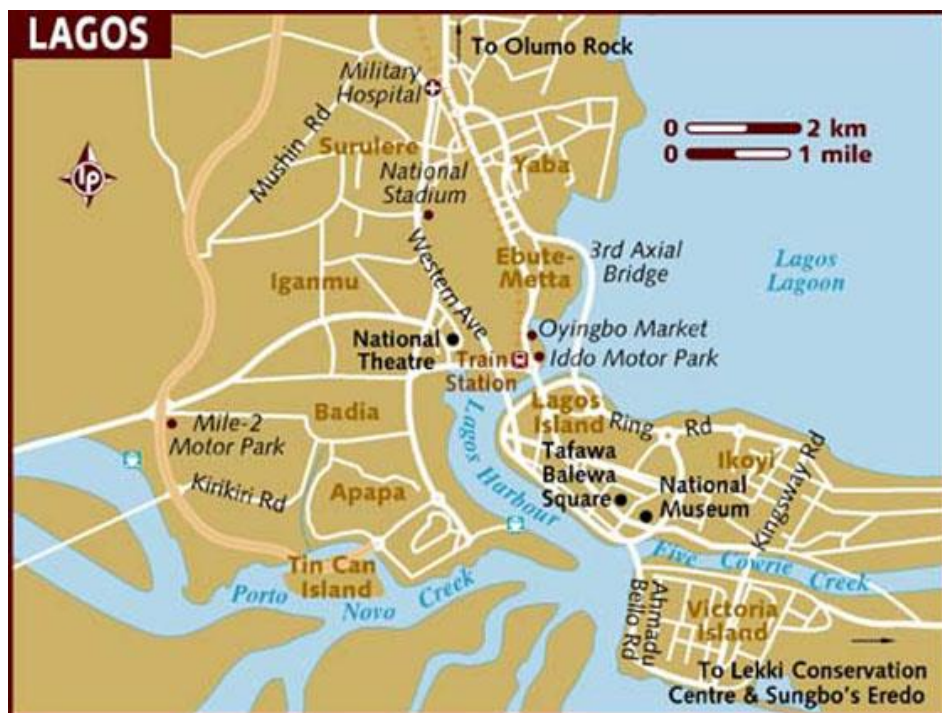 LAGOS
To Olumo Rock
Military
Hospital
Mushin Rd
Surulere
Yaba
0 2 km
0 1 mile
lp
National
Stadium
Western Ave
Ebute-
Metta
3rd Axial
Bridge
Lagos
Lagoon
Iganmu
National
Theatre
Oyingbo Market
Iddo Motor Park
Train
Station
Badia
Lagos
Island
Ring Rd
Mile-2
Motor Park
Lagos Harbour
Tafawa
Balewa
Square
Ikoyi
Kingsway Rd
National
Museum
Kirikiri Rd
Apapa
Tin Can
Island
Porto Novo Creek
Five Cowrie Creek
Ahmadu
Bello Rd
Victoria
Island
To Lekki Conservation
Centre & Sungbo's Eredo